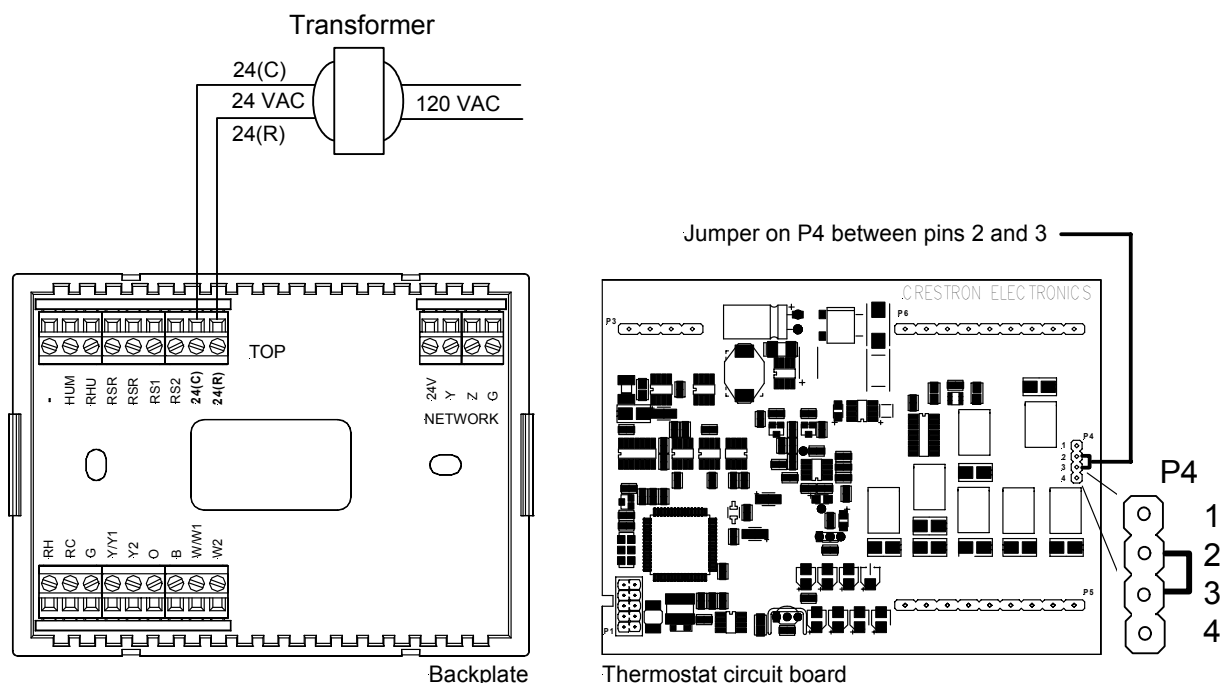 Transformer
24(C)
24 VAC
24(R)
120 VAC
Jumper on P4 between pins 2 and 3
TOP
-
HUM
RHU
RSR
RSR
RS1
RS2
24(C)
24(R)
24V
Y
Z
G
NETWORK
RH
RC
G
Y/Y1
Y2
O
B
W/W1
W2
Backplate
CRESTRON ELECTRONICS
P3
P6
P4
1
2
3
4
P5
P1
P4
1
2
3
4
Thermostat circuit board